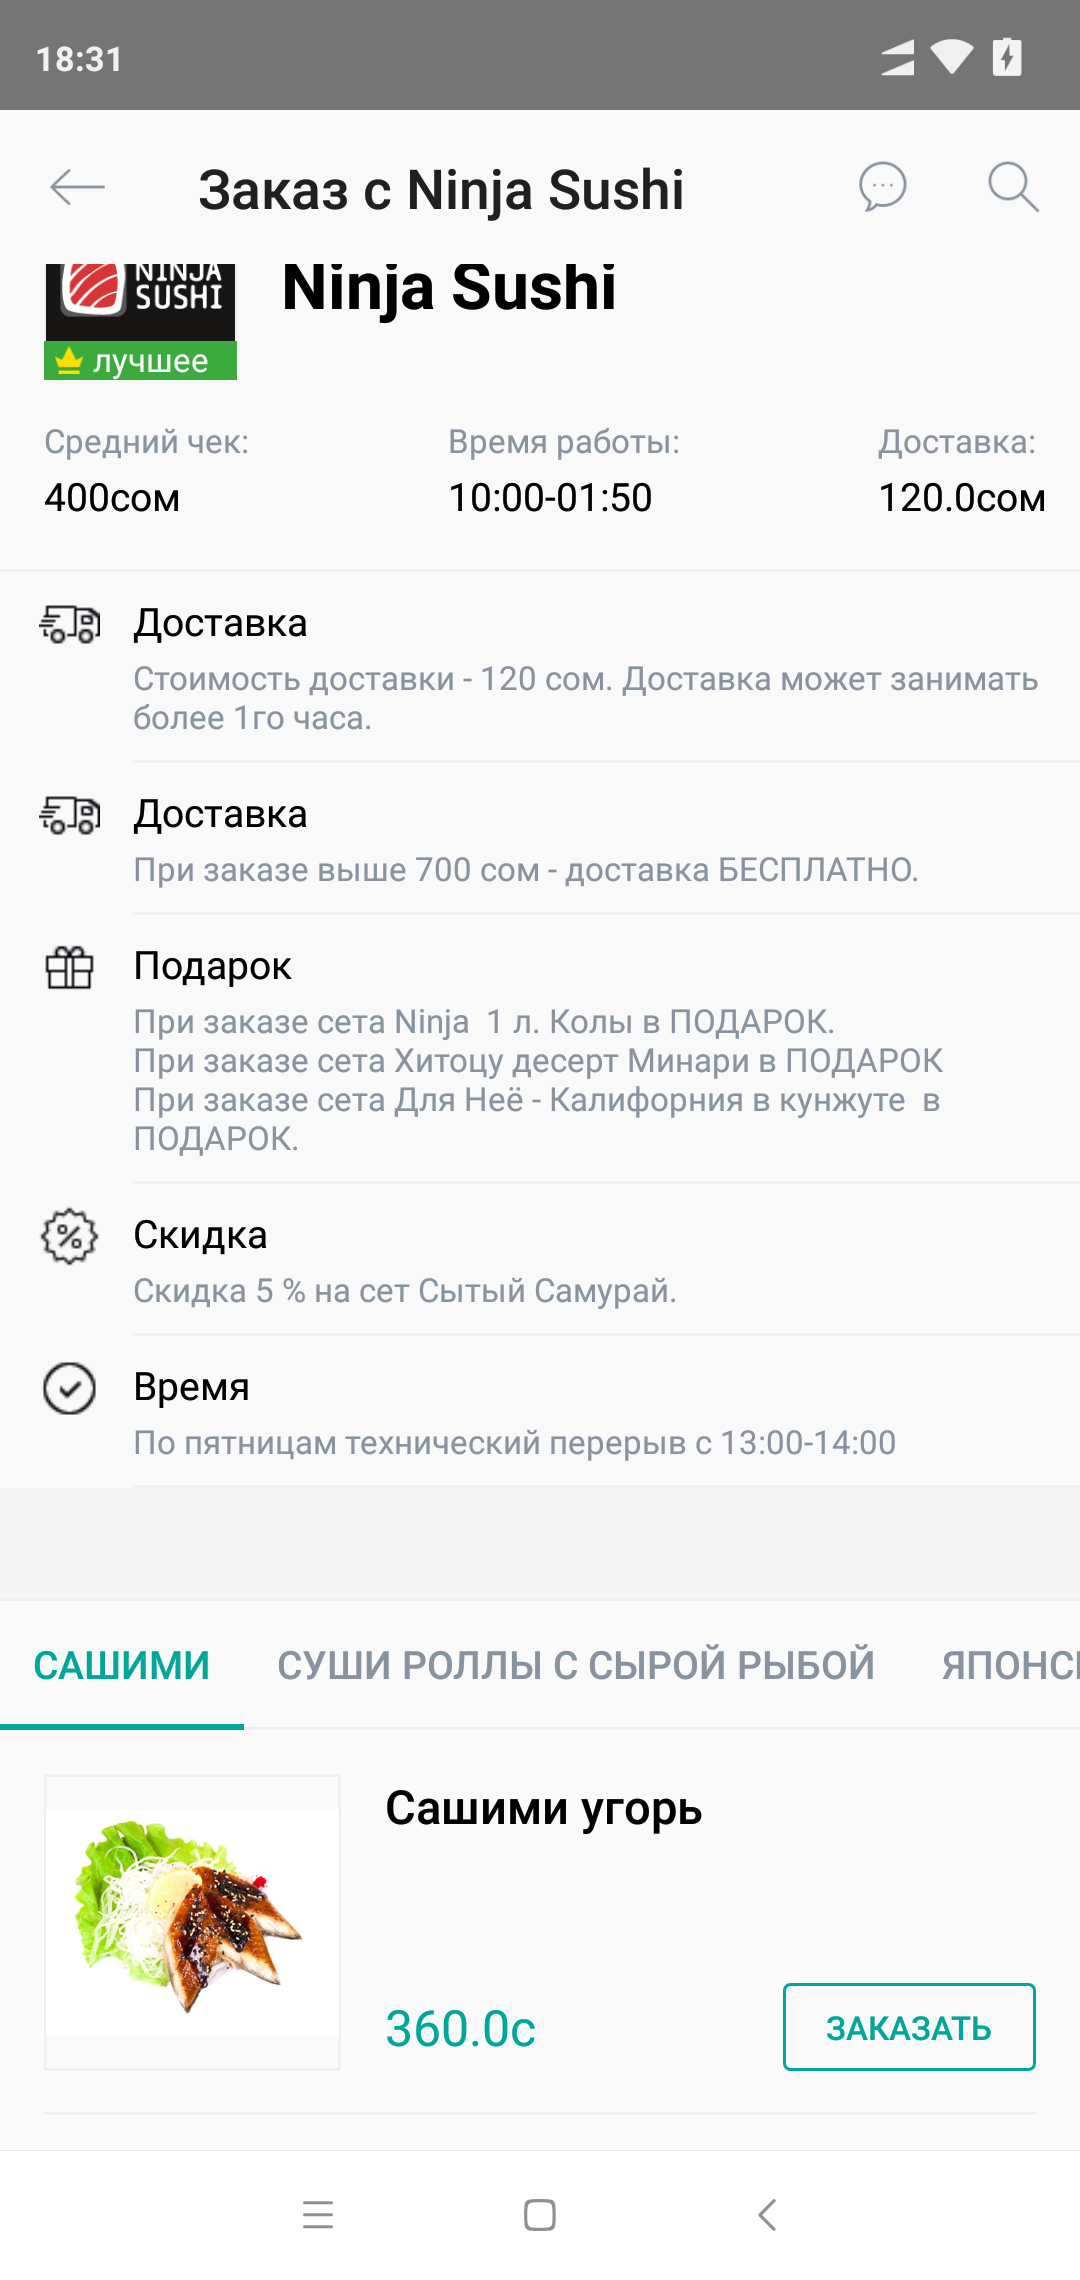 18:31
Заказ с Ninja Sushi
NINJA
SUSHI
Ninja Sushi
лучшее
Средний чек:
Время работы:
Доставка:
400сом
10:00-01:50
120.0сом
Доставка
Стоимость доставки - 120 сом. Доставка может занимать
более 1го часа.
Доставка
При заказе выше 700 сом - доставка БЕСПЛАТНО.
Подарок
При заказе сета Ninja  1 л. Колы в ПОДАРОК.
При заказе сета Хитоцу десерт Минари в ПОДАРОК
При заказе сета Для Неё - Калифорния в кунжуте  в
ПОДАРОК.
Скидка
Скидка 5 % на сет Сытый Самурай.
Время
По пятницам технический перерыв с 13:00-14:00
САШИМИ
СУШИ РОЛЛЫ С СЫРОЙ РЫБОЙ
Сашими угорь
360.0с
ЗАКАЗАТЬ